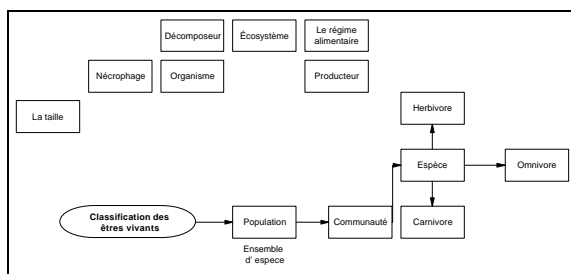 Décomposeur
Écosystème
Le régime
alimentaire
Nécrophage
Organisme
Producteur
La taille
Herbivore
Espèce
Omnivore
Classification des
êtres vivants
Population
Communauté
Carnivore
Ensemble
d' espece